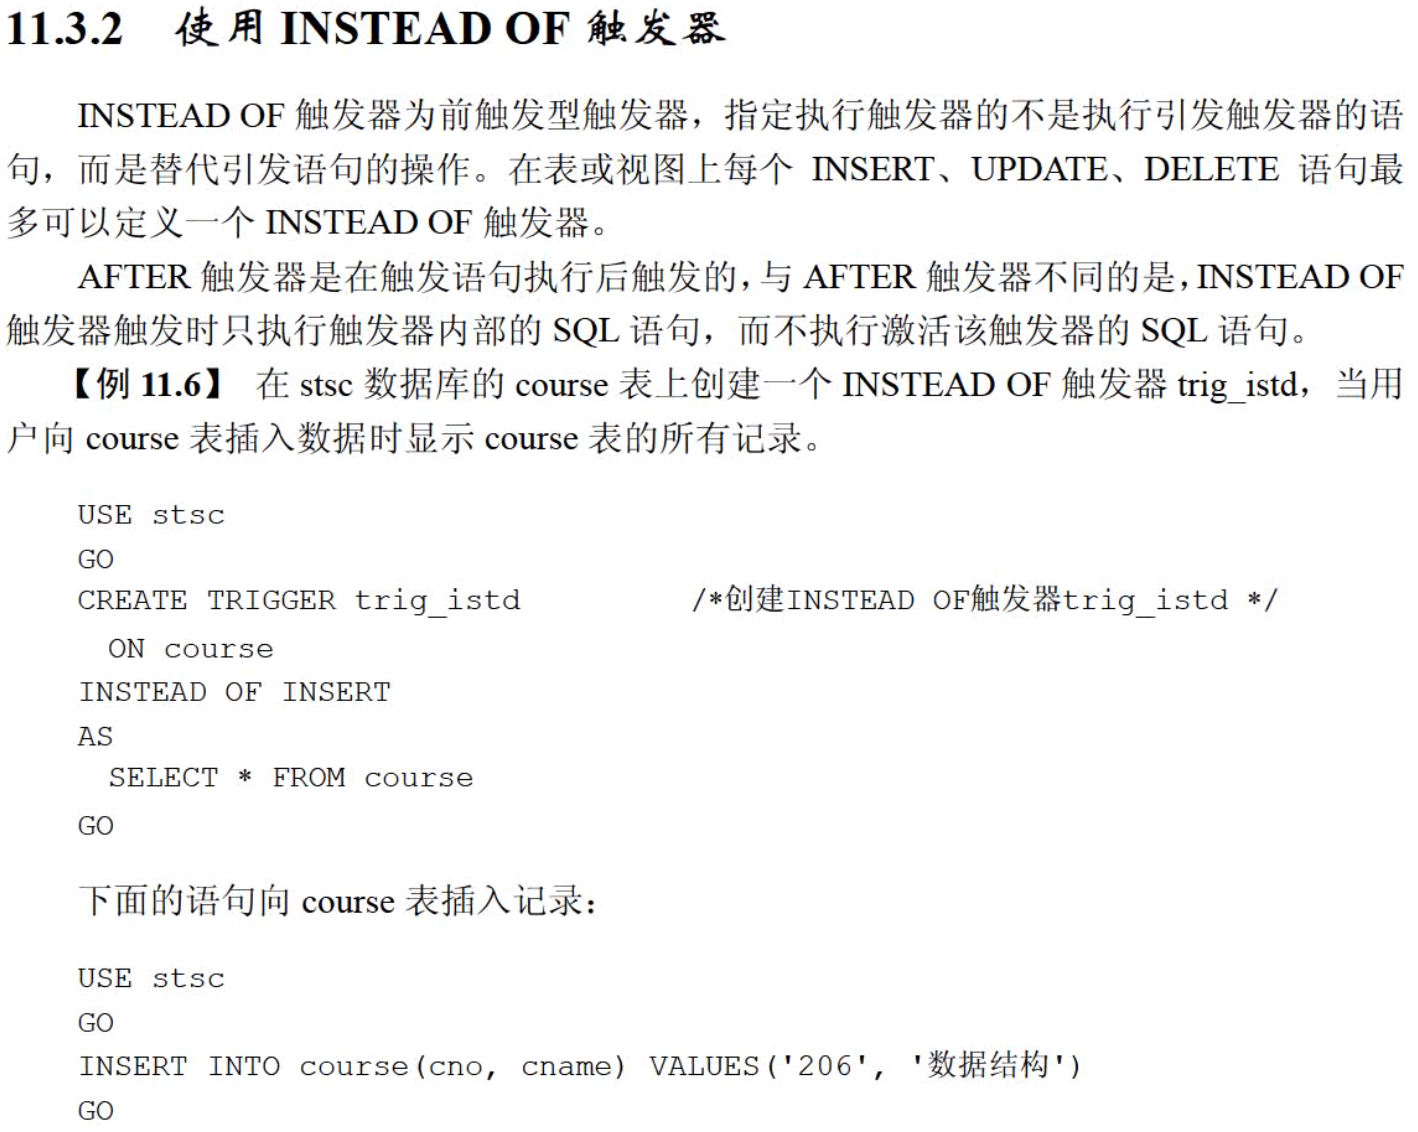 11.3.2 使用 INSTEAD OF 触发器
INSTEAD OF 触发器为前触发型触发器，指定执行触发器的不是执行引发触发器的语
句，而是替代引发语句的操作。在表或视图上每个 INSERT、UPDATE、DELETE 语句最
多可以定义一个 INSTEAD OF 触发器。
AFTER 触发器是在触发语句执行后触发的，与 AFTER 触发器不同的是，INSTEAD OF
触发器触发时只执行触发器内部的 SQL 语句，而不执行激活该触发器的 SQL 语句。
【例 11.6】 在 stsc 数据库的 course 表上创建一个 INSTEAD OF 触发器 trig_istd，当用
户向 course 表插入数据时显示 course 表的所有记录。
USE stsc
GO
CREATE TRIGGER trig_istd /*创建INSTEAD OF触发器trig_istd */
ON course
INSTEAD OF INSERT
AS
SELECT * FROM course
GO
下面的语句向 course 表插入记录：
USE stsc
GO
INSERT INTO course(cno, cname) VALUES('206', '数据结构')
GO